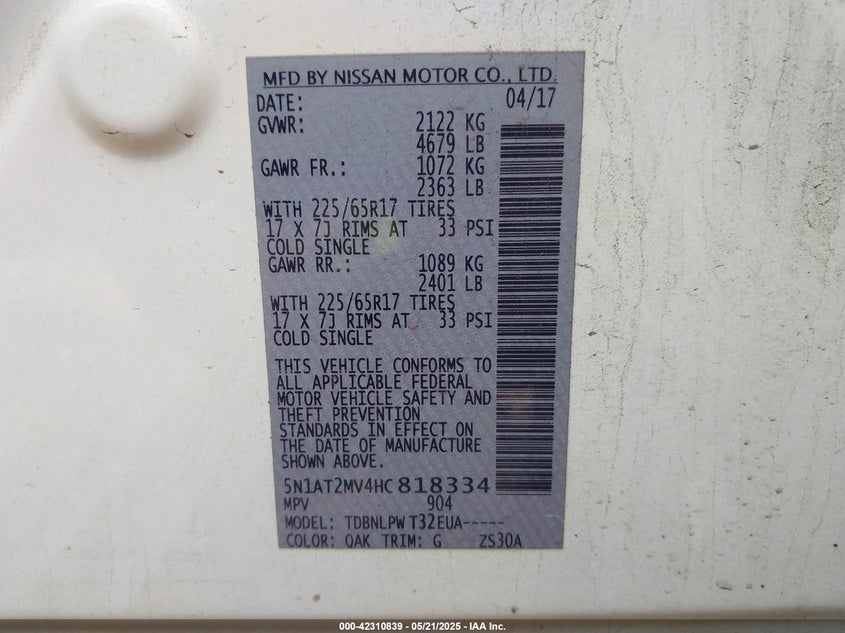 MFD BY NISSAN MOTOR CO., LTD.
DATE: 04/17
GVWR: 2122 KG
4679 LB
GAWR FR.: 1072 KG
2363 LB
WITH 225/65R17 TIRES
17 X 7J RIMS AT 33 PSI
COLD SINGLE
GAWR RR.: 1089 KG
2401 LB
WITH 225/65R17 TIRES
17 X 7J RIMS AT 33 PSI
COLD SINGLE
THIS VEHICLE CONFORMS TO
ALL APPLICABLE FEDERAL
MOTOR VEHICLE SAFETY AND
THEFT PREVENTION
STANDARDS IN EFFECT ON
THE DATE OF MANUFACTURE
SHOWN ABOVE.
5N1AT2MV4HC818334
MPV 904
MODEL: TDBNLPW T32EUA-----
COLOR: QAK TRIM: G ZS30A
000-42310839 - 05/21/2025 - IAA Inc.